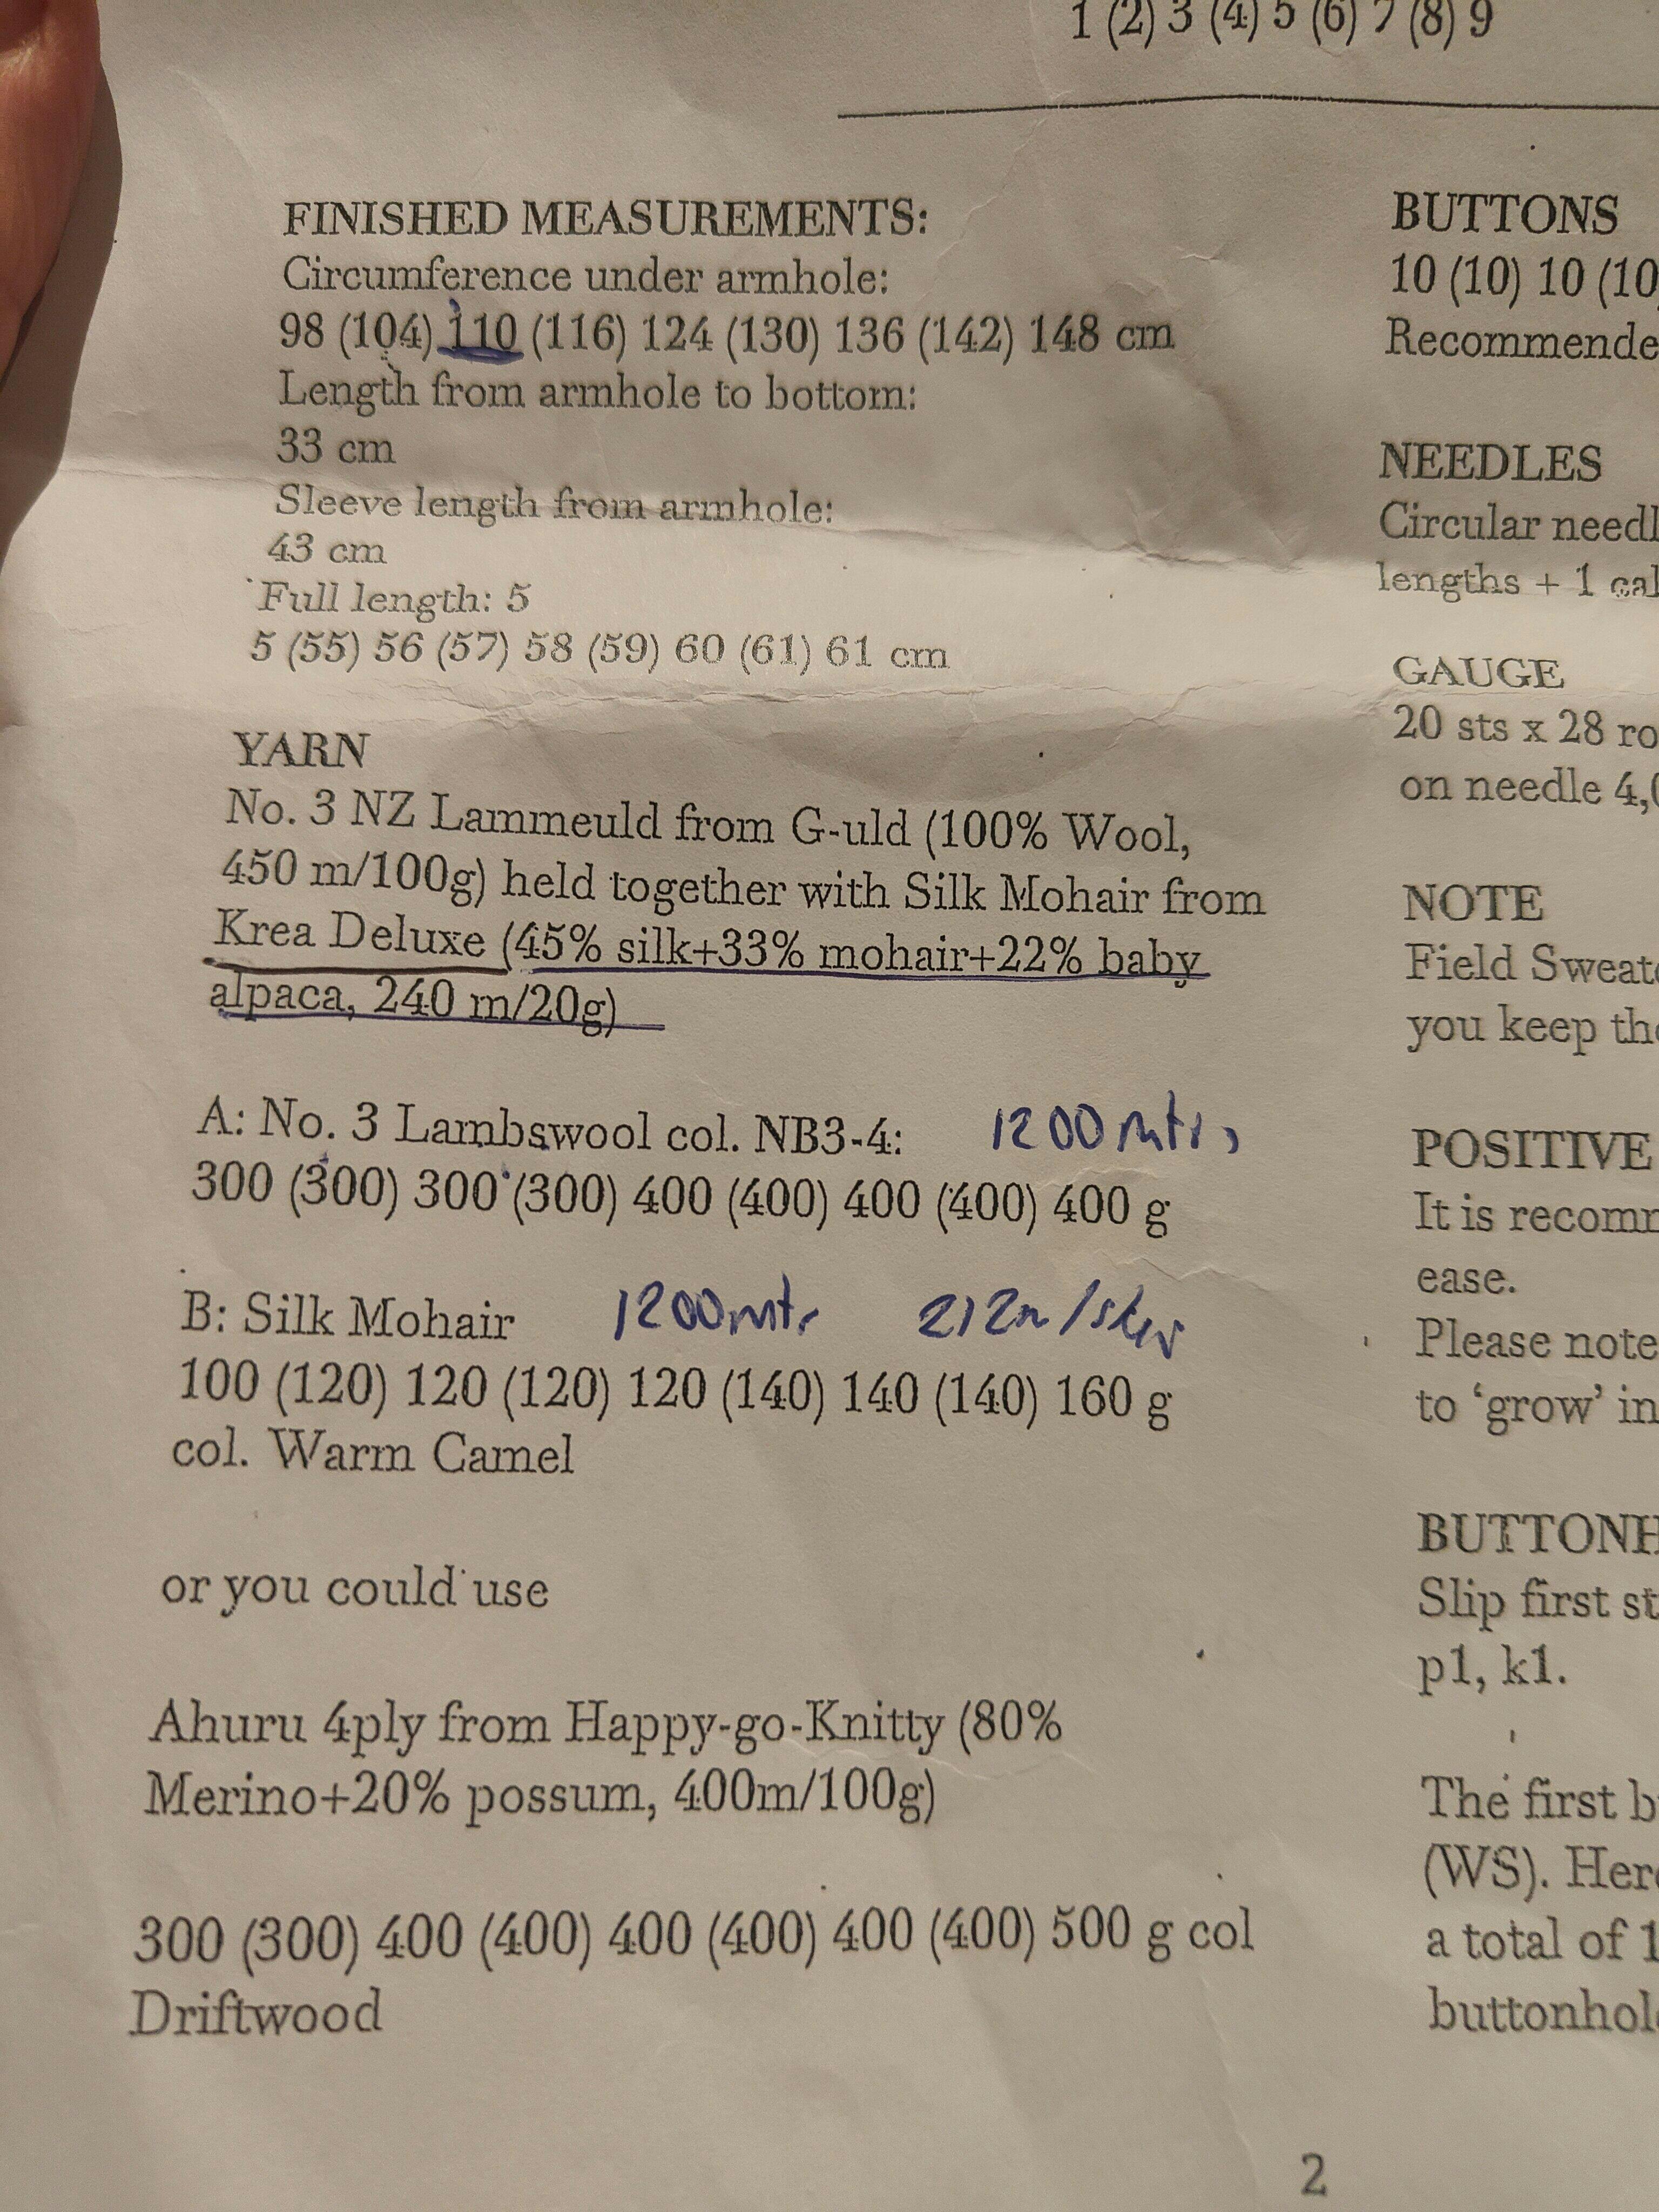 1 (2) 3 (4) 5 (6) 7 (8) 9
FINISHED MEASUREMENTS:
Circumference under armhole:
98 (104) 110 (116) 124 (130) 136 (142) 148 cm
Length from armhole to bottom:
33 cm
Sleeve length from armhole:
43 cm
Full length: 5
5 (55) 56 (57) 58 (59) 60 (61) 61 cm
YARN
No. 3 NZ Lammeuld from G-uld (100% Wool,
450 m/100g) held together with Silk Mohair from
Krea Deluxe (45% silk+33% mohair+22% baby
alpaca, 240 m/20g)
A: No. 3 Lambswool col. NB3-4: 1200 mtrs
300 (300) 300 (300) 400 (400) 400 (400) 400 g
B: Silk Mohair 1200 mtr 212m/sker
100 (120) 120 (120) 120 (140) 140 (140) 160 g
col. Warm Camel
or you could use
Ahuru 4ply from Happy-go-Knitty (80%
Merino+20% possum, 400m/100g)
300 (300) 400 (400) 400 (400) 400 (400) 500 g col
Driftwood
BUTTONS
10 (10) 10 (10
Recommende
NEEDLES
Circular needl
lengths + 1
GAUGE
20 sts x 28 ro
on needle 4,0
NOTE
Field Sweat
you keep the
POSITIVE
It is recom
ease.
Please note
to ‘grow’ in
BUTTONH
Slip first st
p1, k1.
The first b
(WS). Her
a total of 1
buttonhol
2